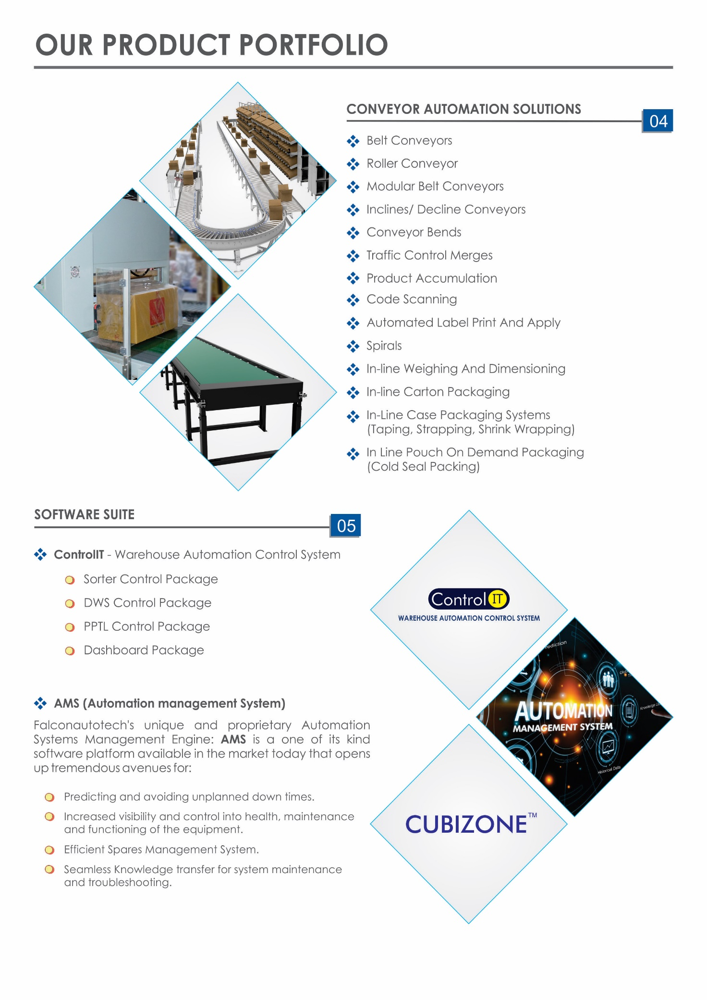 OUR PRODUCT PORTFOLIO
CONVEYOR AUTOMATION SOLUTIONS
04
Belt Conveyors
Roller Conveyor
Modular Belt Conveyors
Inclines/ Decline Conveyors
Conveyor Bends
Traffic Control Merges
Product Accumulation
Code Scanning
Automated Label Print And Apply
Spirals
In-line Weighing And Dimensioning
In-line Carton Packaging
In-Line Case Packaging Systems
(Taping, Strapping, Shrink Wrapping)
In Line Pouch On Demand Packaging
(Cold Seal Packing)
SOFTWARE SUITE
05
ControlIT - Warehouse Automation Control System
Sorter Control Package
DWS Control Package
PPTL Control Package
Dashboard Package
AMS (Automation management System)
Falconautotech's unique and proprietary Automation
Systems Management Engine: AMS is a one of its kind
software platform available in the market today that opens
up tremendous avenues for:
Predicting and avoiding unplanned down times.
Increased visibility and control into health, maintenance
and functioning of the equipment.
Efficient Spares Management System.
Seamless Knowledge transfer for system maintenance
and troubleshooting.
Control IT
WAREHOUSE AUTOMATION CONTROL SYSTEM
rediction
Knowledge Lib
AUTOMATION
MANAGEMENT SYSTEM
Historical Data
CUBIZONE™